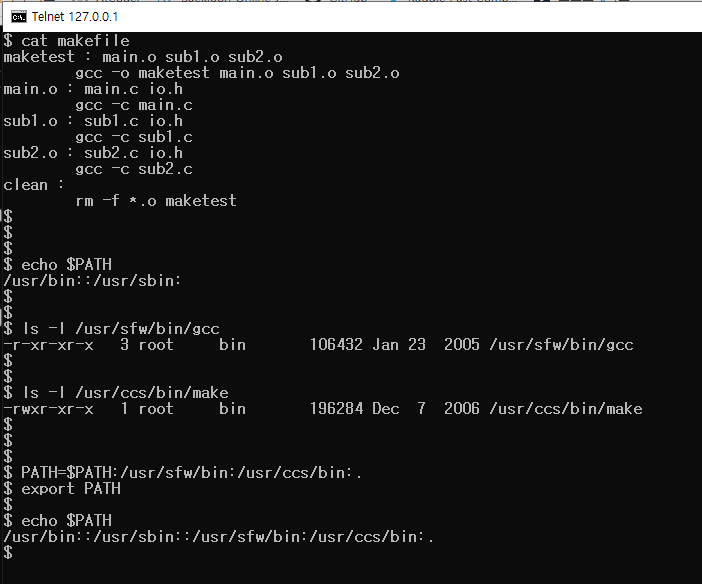 Telnet 127.0.0.1
$ cat makefile
maketest : main.o sub1.o sub2.o
        gcc -o maketest main.o sub1.o sub2.o
main.o : main.c io.h
        gcc -c main.c
sub1.o : sub1.c io.h
        gcc -c sub1.c
sub2.o : sub2.c io.h
        gcc -c sub2.c
clean :
        rm -f *.o maketest
$
$
$
$ echo $PATH
/usr/bin::/usr/sbin:
$
$
$ ls -l /usr/sfw/bin/gcc
-r-xr-xr-x   3 root     bin       106432 Jan 23  2005 /usr/sfw/bin/gcc
$
$
$ ls -l /usr/ccs/bin/make
-rwxr-xr-x   1 root     bin       196284 Dec  7  2006 /usr/ccs/bin/make
$
$
$
$ PATH=$PATH:/usr/sfw/bin:/usr/ccs/bin:.
$ export PATH
$
$ echo $PATH
/usr/bin::/usr/sbin::/usr/sfw/bin:/usr/ccs/bin:.
$